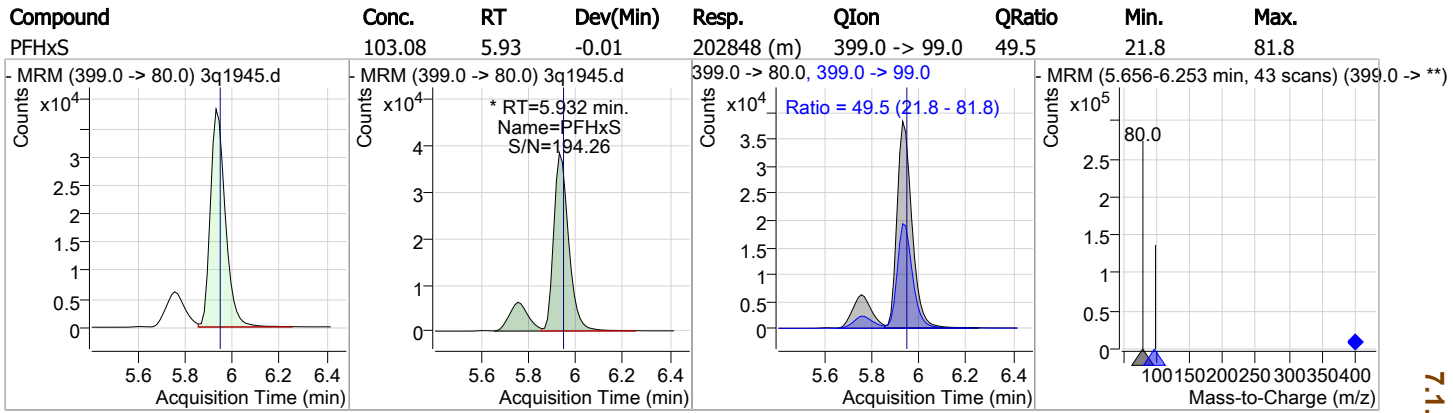 Compound Conc. RT Dev(Min) Resp. QIon QRatio Min. Max.
PFHxS 103.08 5.93 -0.01 202848 (m) 399.0 -> 99.0 49.5 21.8 81.8
- MRM (399.0 -> 80.0) 3q1945.d
Counts
x10⁴
3
2.5
2
1.5
1
0.5
0
5.6 5.8 6 6.2 6.4
Acquisition Time (min)
- MRM (399.0 -> 80.0) 3q1945.d
Counts
x10⁴
* RT=5.932 min.
Name=PFHxS
S/N=194.26
4
3
2
1
0
5.6 5.8 6 6.2 6.4
Acquisition Time (min)
399.0 -> 80.0, 399.0 -> 99.0
Counts
x10⁴
Ratio = 49.5 (21.8 - 81.8)
3.5
3
2.5
2
1.5
1
0.5
0
5.6 5.8 6 6.2 6.4
Acquisition Time (min)
- MRM (5.656-6.253 min, 43 scans) (399.0 -> **)
Counts
x10⁵
80.0
2.5
2
1.5
1
0.5
0
100 150 200 250 300 350 400
Mass-to-Charge (m/z)
7.1.